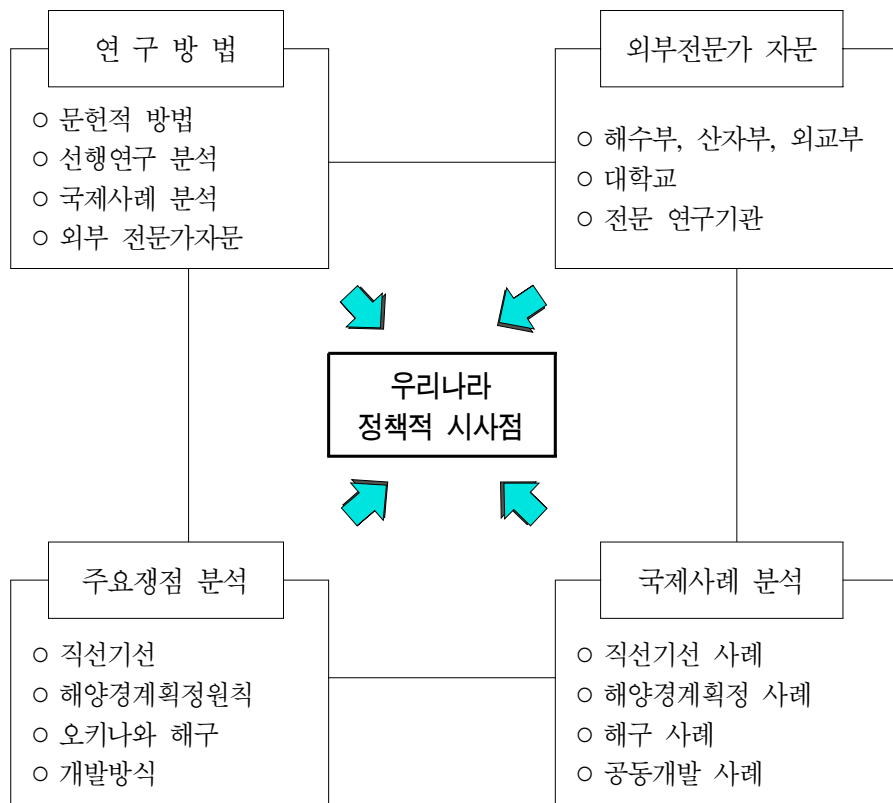 연 구 방 법
○ 문헌적 방법
○ 선행연구 분석
○ 국제사례 분석
○ 외부 전문가자문
외부전문가 자문
○ 해수부, 산자부, 외교부
○ 대학교
○ 전문 연구기관
우리나라
정책적 시사점
주요쟁점 분석
○ 직선기선
○ 해양경계획정원칙
○ 오키나와 해구
○ 개발방식
국제사례 분석
○ 직선기선 사례
○ 해양경계획정 사례
○ 해구 사례
○ 공동개발 사례